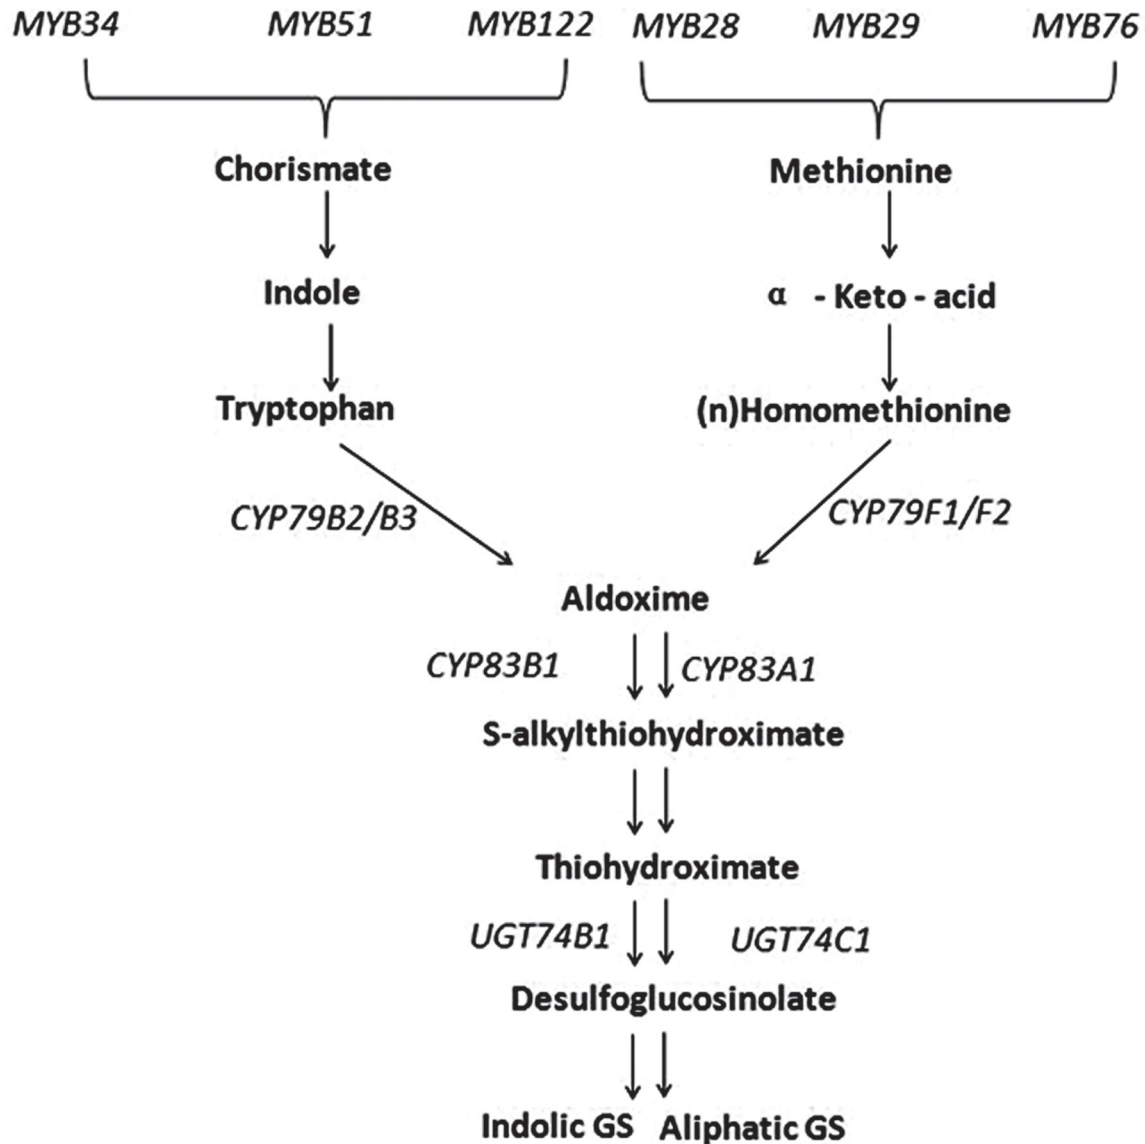 MYB34 MYB51 MYB122 MYB28 MYB29 MYB76
Chorismate Methionine
Indole α - Keto - acid
Tryptophan (n)Homomethionine
CYP79B2/B3 CYP79F1/F2
Aldoxime
CYP83B1 CYP83A1
S-alkylthiohydroximate
Thiohydroximate
UGT74B1 UGT74C1
Desulfoglucosinolate
Indolic GS Aliphatic GS